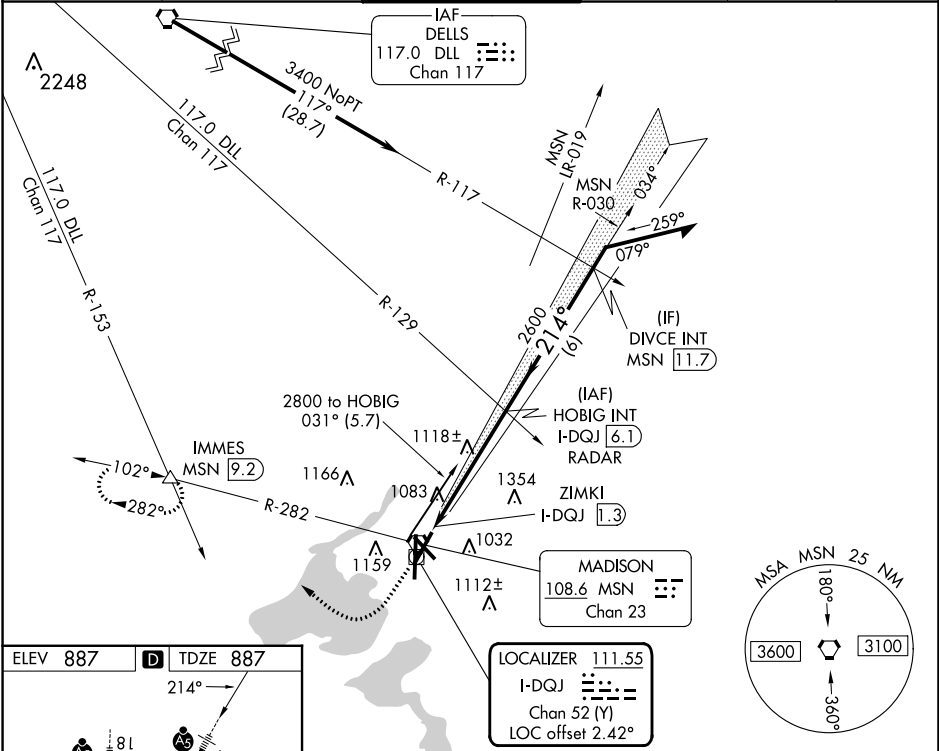 IAF
DELLS
117.0 DLL
Chan 117
2248
3400 NoPT
117°
(28.7)
117.0 DLL
Chan 117
117.0 DLL
Chan 117
R-117
MSN
LR-019
MSN
R-030
034°
259°
079°
R-153
R-129
2600
214°
(6)
(IF)
DIVCE INT
MSN 11.7
2800 to HOBIG
031° (5.7)
(IAF)
HOBIG INT
I-DQJ 6.1
RADAR
1118±
IMMES
MSN 9.2
102°
282°
1166
1083
1354
R-282
ZIMKI
I-DQJ 1.3
1159
1032
1112±
MADISON
108.6 MSN
Chan 23
MSA MSN 25 NM
180°
3600
3100
360°
LOCALIZER 111.55
I-DQJ
Chan 52 (Y)
LOC offset 2.42°
ELEV 887 D TDZE 887
214°
18
A5